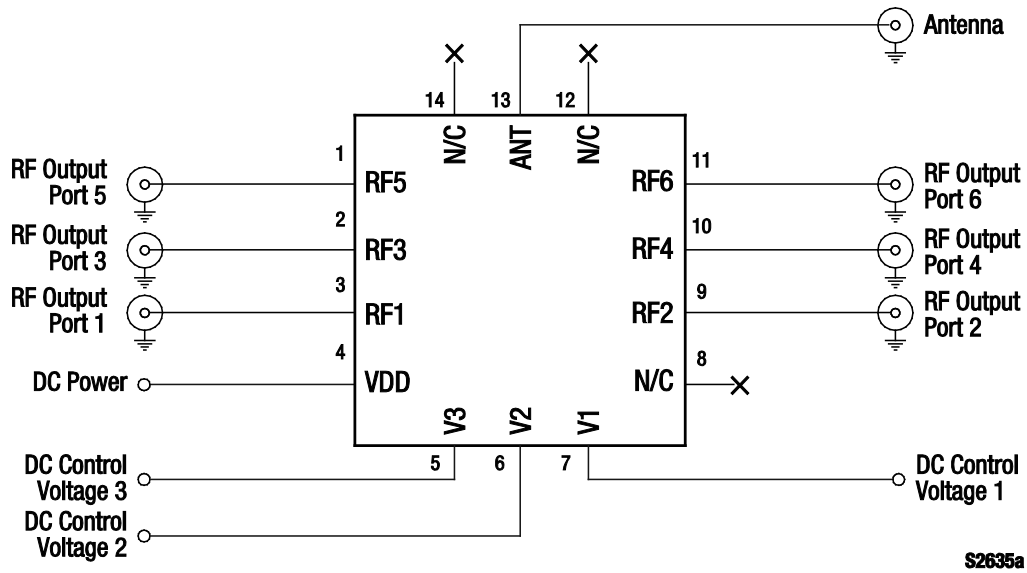 Antenna
14
13
12
N/C
ANT
N/C
1
11
RF Output
Port 5
RF5
RF6
RF Output
Port 6
2
10
RF Output
Port 3
RF3
RF4
RF Output
Port 4
3
9
RF Output
Port 1
RF1
RF2
RF Output
Port 2
4
8
DC Power
VDD
N/C
V3
V2
V1
5
6
7
DC Control
Voltage 3
DC Control
Voltage 1
DC Control
Voltage 2
S2635a